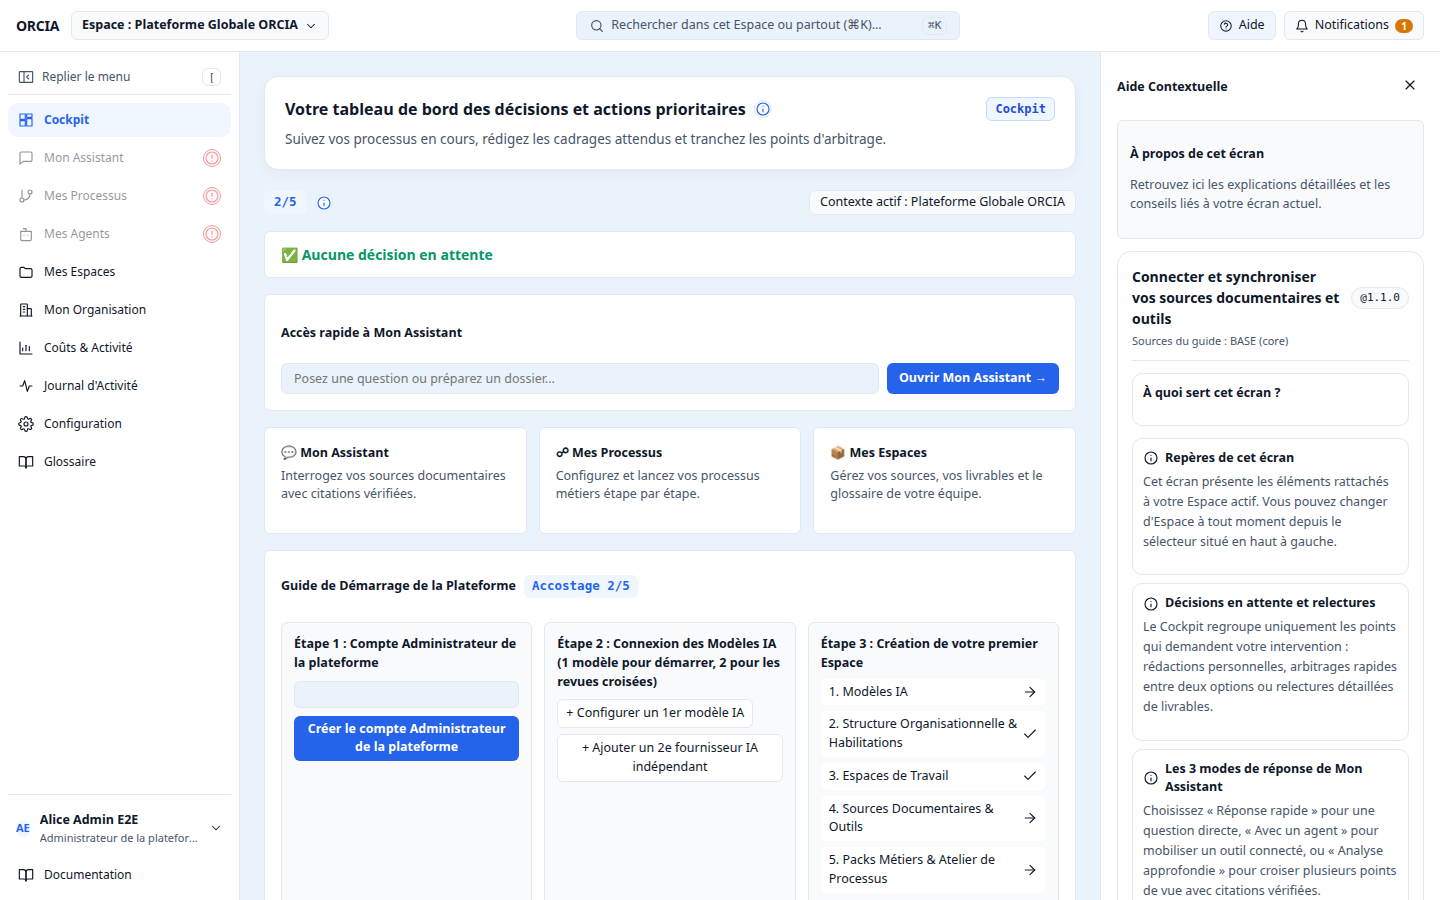 ORCIA
Espace : Plateforme Globale ORCIA
Rechercher dans cet Espace ou partout (⌘K)...
⌘K
Aide
Notifications
1
Replier le menu
[
Cockpit
Mon Assistant
Mes Processus
Mes Agents
Mes Espaces
Mon Organisation
Coûts & Activité
Journal d'Activité
Configuration
Glossaire
AE
Alice Admin E2E
Administrateur de la platefor...
Documentation
Votre tableau de bord des décisions et actions prioritaires
Cockpit
Suivez vos processus en cours, rédigez les cadrages attendus et tranchez les points d'arbitrage.
2/5
Contexte actif : Plateforme Globale ORCIA
✅ Aucune décision en attente
Accès rapide à Mon Assistant
Posez une question ou préparez un dossier...
Ouvrir Mon Assistant →
💬 Mon Assistant
Interrogez vos sources documentaires
avec citations vérifiées.
☍ Mes Processus
Configurez et lancez vos processus
métiers étape par étape.
📦 Mes Espaces
Gérez vos sources, vos livrables et le
glossaire de votre équipe.
Guide de Démarrage de la Plateforme
Accostage 2/5
Étape 1 : Compte Administrateur de
la plateforme
Créer le compte Administrateur
de la plateforme
Étape 2 : Connexion des Modèles IA
(1 modèle pour démarrer, 2 pour les
revues croisées)
+ Configurer un 1er modèle IA
+ Ajouter un 2e fournisseur IA
indépendant
Étape 3 : Création de votre premier
Espace
1. Modèles IA
2. Structure Organisationnelle &
Habilitations
3. Espaces de Travail
4. Sources Documentaires &
Outils
5. Packs Métiers & Atelier de
Processus
Aide Contextuelle
À propos de cet écran
Retrouvez ici les explications détaillées et les
conseils liés à votre écran actuel.
Connecter et synchroniser
vos sources documentaires et
outils
@1.1.0
Sources du guide : BASE (core)
À quoi sert cet écran ?
Repères de cet écran
Cet écran présente les éléments rattachés
à votre Espace actif. Vous pouvez changer
d'Espace à tout moment depuis le
sélecteur situé en haut à gauche.
Décisions en attente et relectures
Le Cockpit regroupe uniquement les points
qui demandent votre intervention :
rédactions personnelles, arbitrages rapides
entre deux options ou relectures détaillées
de livrables.
Les 3 modes de réponse de Mon
Assistant
Choisissez « Réponse rapide » pour une
question directe, « Avec un agent » pour
mobiliser un outil connecté, ou « Analyse
approfondie » pour croiser plusieurs points
de vue avec citations vérifiées.